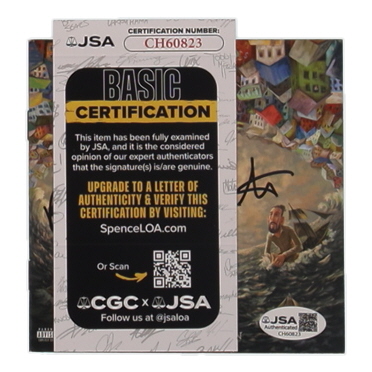 JSA
CERTIFICATION NUMBER:
CH60823
BASIC
CERTIFICATION
This item has been fully examined
by JSA, and it is the considered
opinion of our expert authenticators
that the signature(s) is/are genuine.
UPGRADE TO A LETTER OF
AUTHENTICITY & VERIFY THIS
CERTIFICATION BY VISITING:
SpenceLOA.com
Or Scan
CGC x JSA
Follow us at @jsaloa
JSA
Authenticated
CH60823